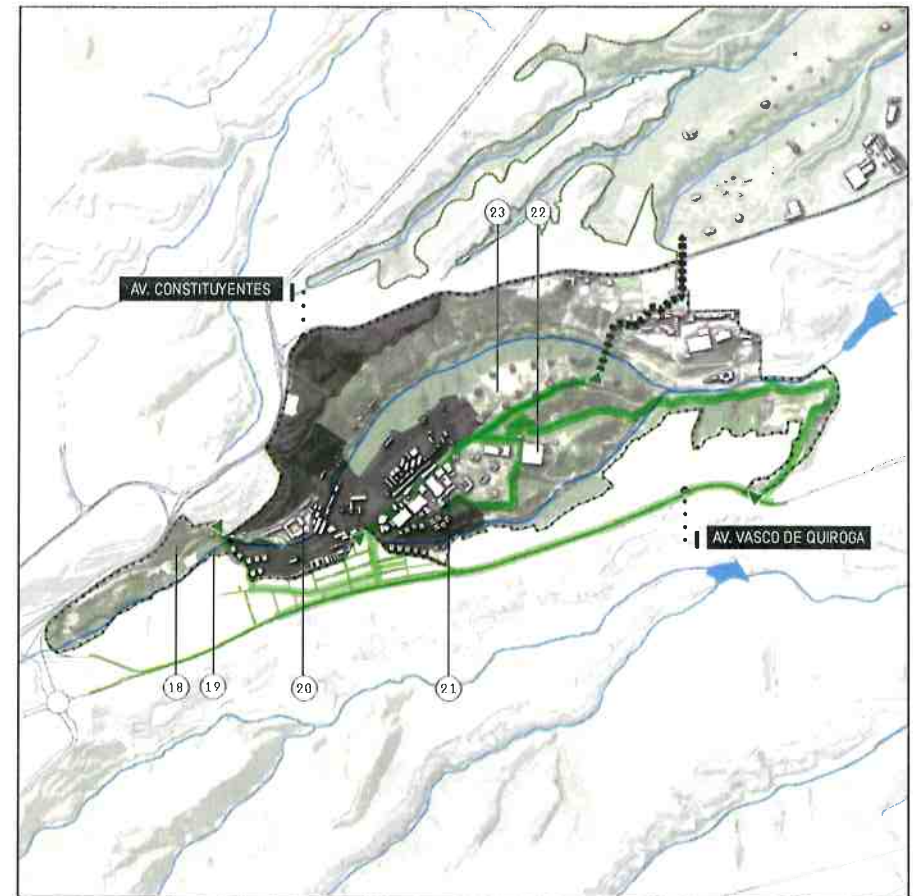 23 22
AV. CONSTITUYENTES
AV. VASCO DE QUIROGA
18 19 20 21